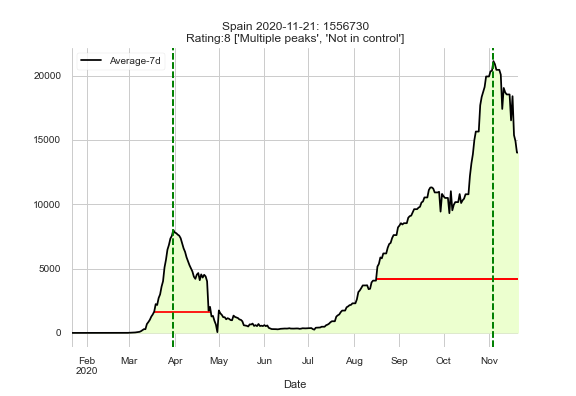 Spain 2020-11-21: 1556730
Rating:8 ['Multiple peaks', 'Not in control']
Average-7d
20000
15000
10000
5000
0
Feb Mar Apr May Jun Jul Aug Sep Oct Nov
2020
Date